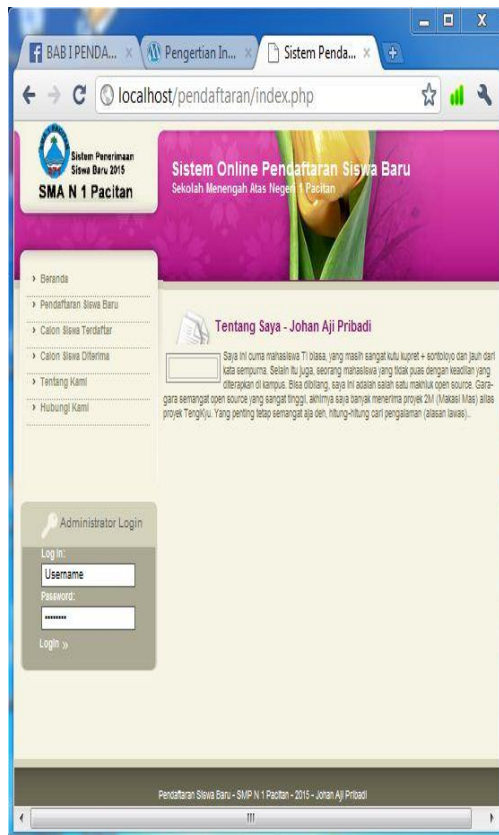 BAB I PENDA...
Pengertian In...
Sistem Penda...
localhost/pendaftaran/index.php
Sistem Penerimaan
Siswa Baru 2015
SMA N 1 Pacitan
Sistem Online Pendaftaran Siswa Baru
Sekolah Menengah Atas Negeri 1 Pacitan
Beranda
Pendaftaran Siswa Baru
Calon Siswa Terdaftar
Calon Siswa Diterima
Tentang Kami
Hubungi Kami
Tentang Saya - Johan Aji Pribadi
Saya ini cuma mahasiswa TI biasa, yang masih sangat kutu kupret + sontoloyo dan jauh dari
kata sempurna. Selain itu juga, seorang mahasiswa yang tidak puas dengan keadilan yang
diterapkan di kampus. Bisa dibilang, saya ini adalah salah satu makhluk open source. Gara-
gara semangat open source yang sangat tinggi, akhirnya saya banyak menerima proyek 2M (Makasi Mas) alias
proyek TengKyu. Yang penting tetap semangat aja deh, hitung-hitung cari pengalaman (alasan lawas)..
Administrator Login
Log in:
Username
Password:
Login »
Pendaftaran Siswa Baru - SMP N 1 Pacitan - 2015 - Johan Aji Pribadi